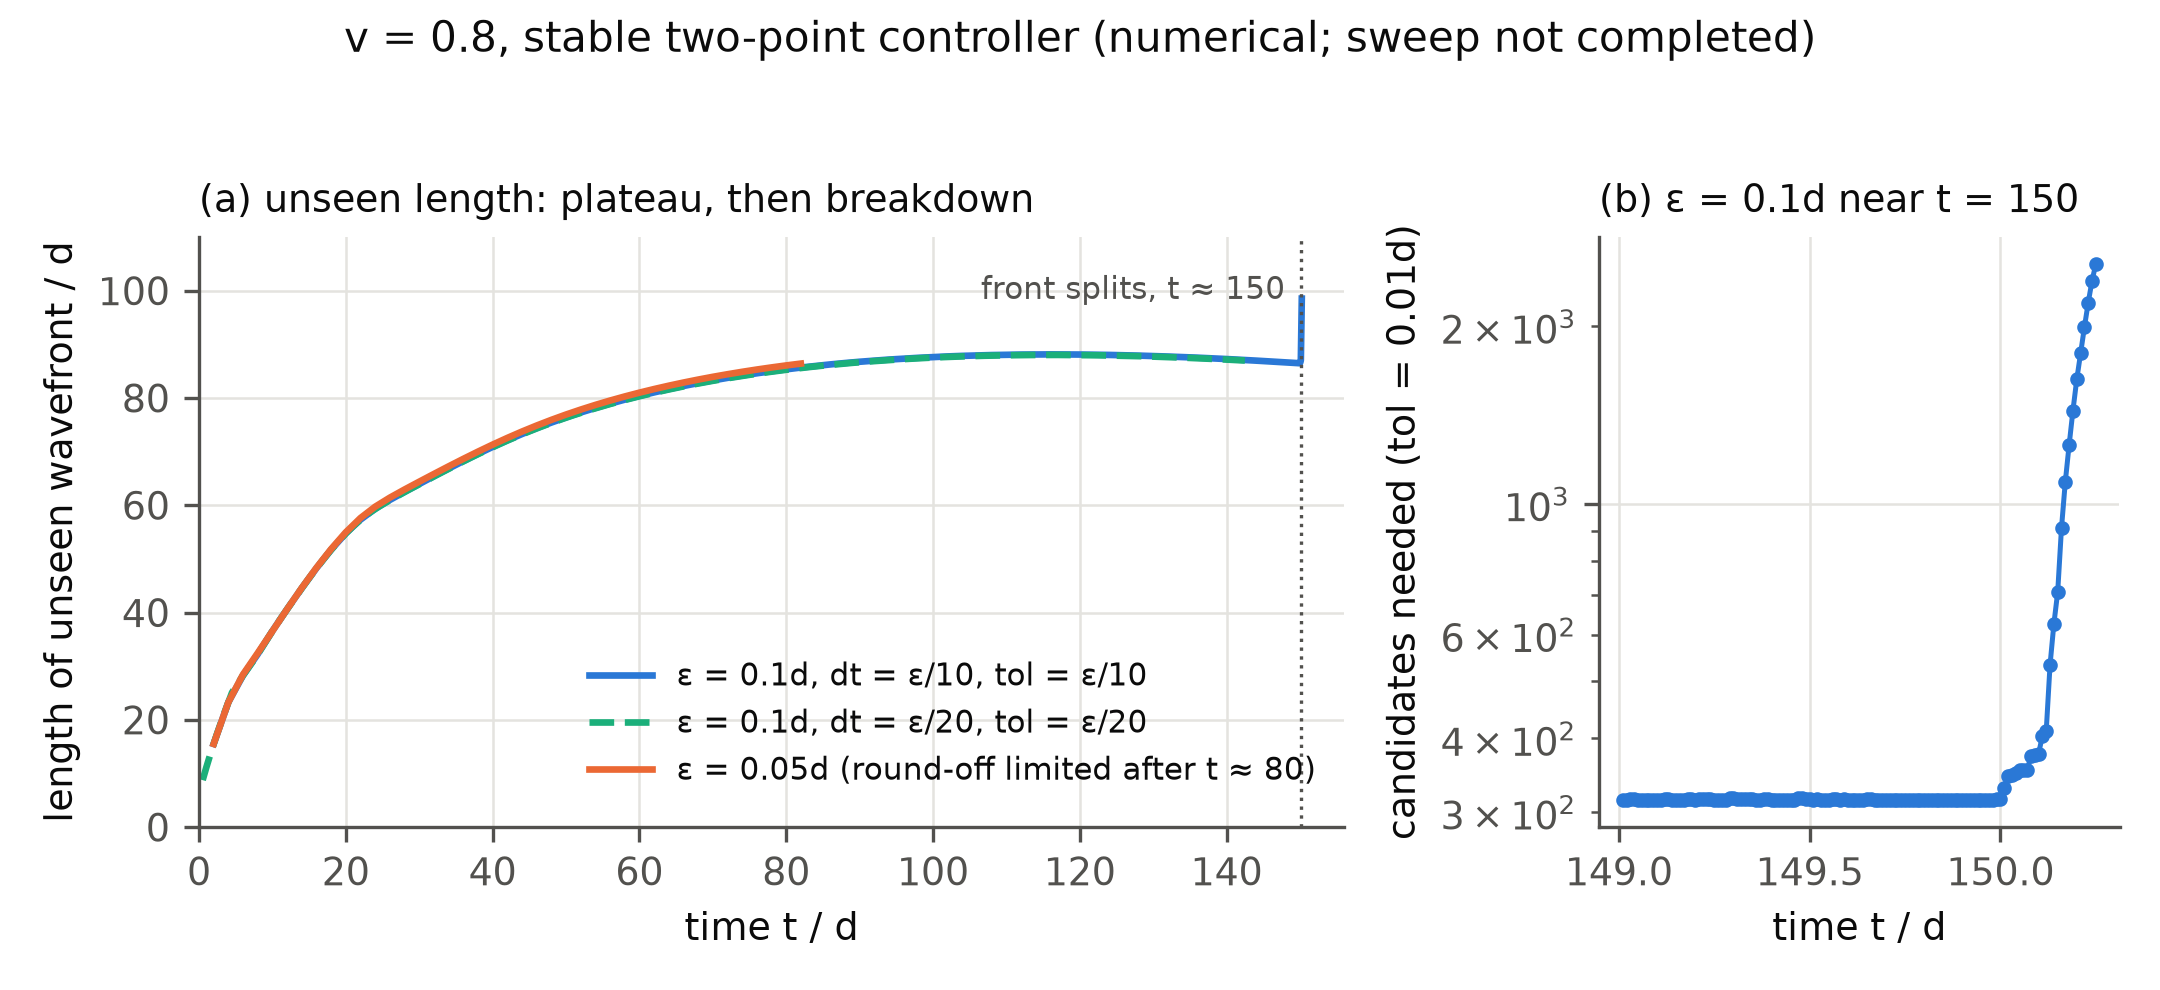 v = 0.8, stable two-point controller (numerical; sweep not completed)
(a) unseen length: plateau, then breakdown
length of unseen wavefront / d
100
80
60
40
20
0
front splits, t ≈ 150
ε = 0.1d, dt = ε/10, tol = ε/10
ε = 0.1d, dt = ε/20, tol = ε/20
ε = 0.05d (round-off limited after t ≈ 80)
0 20 40 60 80 100 120 140
time t / d
(b) ε = 0.1d near t = 150
candidates needed (tol = 0.01d)
2 × 10³
10³
6 × 10²
4 × 10²
3 × 10²
149.0 149.5 150.0
time t / d